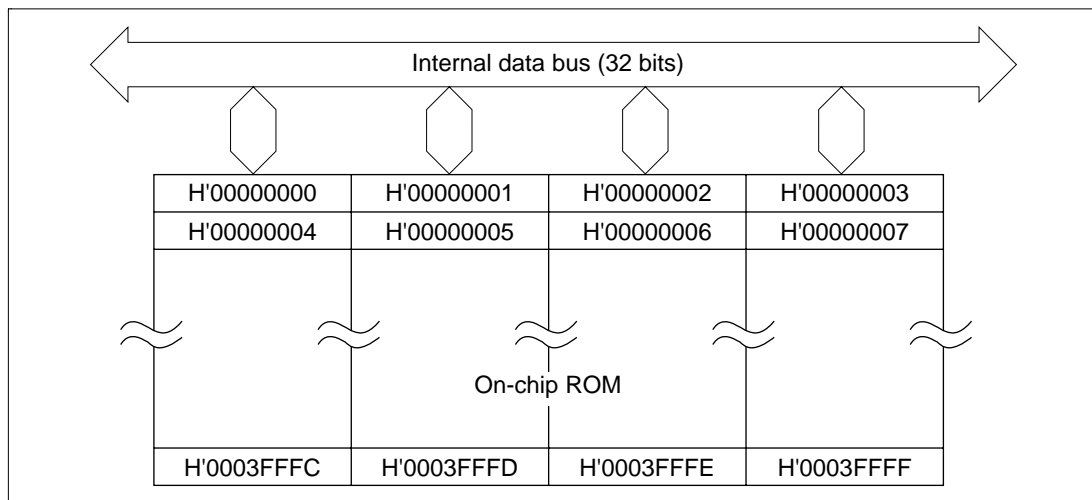 Internal data bus (32 bits)
H'00000000 H'00000001 H'00000002 H'00000003
H'00000004 H'00000005 H'00000006 H'00000007
On-chip ROM
H'0003FFFC H'0003FFFD H'0003FFFE H'0003FFFF